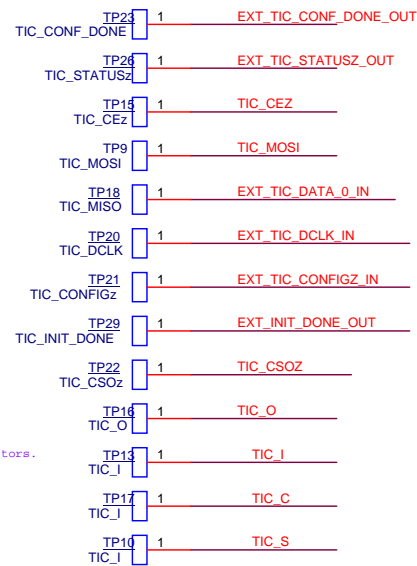 TP23 1 EXT_TIC_CONF_DONE_OUT
TIC_CONF_DONE
TP26 1 EXT_TIC_STATUSZ_OUT
TIC_STATUSz
TP15 1 TIC_CEZ
TIC_CEz
TP9 1 TIC_MOSI
TIC_MOSI
TP18 1 EXT_TIC_DATA_0_IN
TIC_MISO
TP20 1 EXT_TIC_DCLK_IN
TIC_DCLK
TP21 1 EXT_TIC_CONFIGZ_IN
TIC_CONFIGz
TP29 1 EXT_INIT_DONE_OUT
TIC_INIT_DONE
TP22 1 TIC_CSOZ
TIC_CSOz
TP16 1 TIC_O
TIC_O
tors.
TP13 1 TIC_I
TIC_I
TP17 1 TIC_C
TIC_I
TP10 1 TIC_S
TIC_I